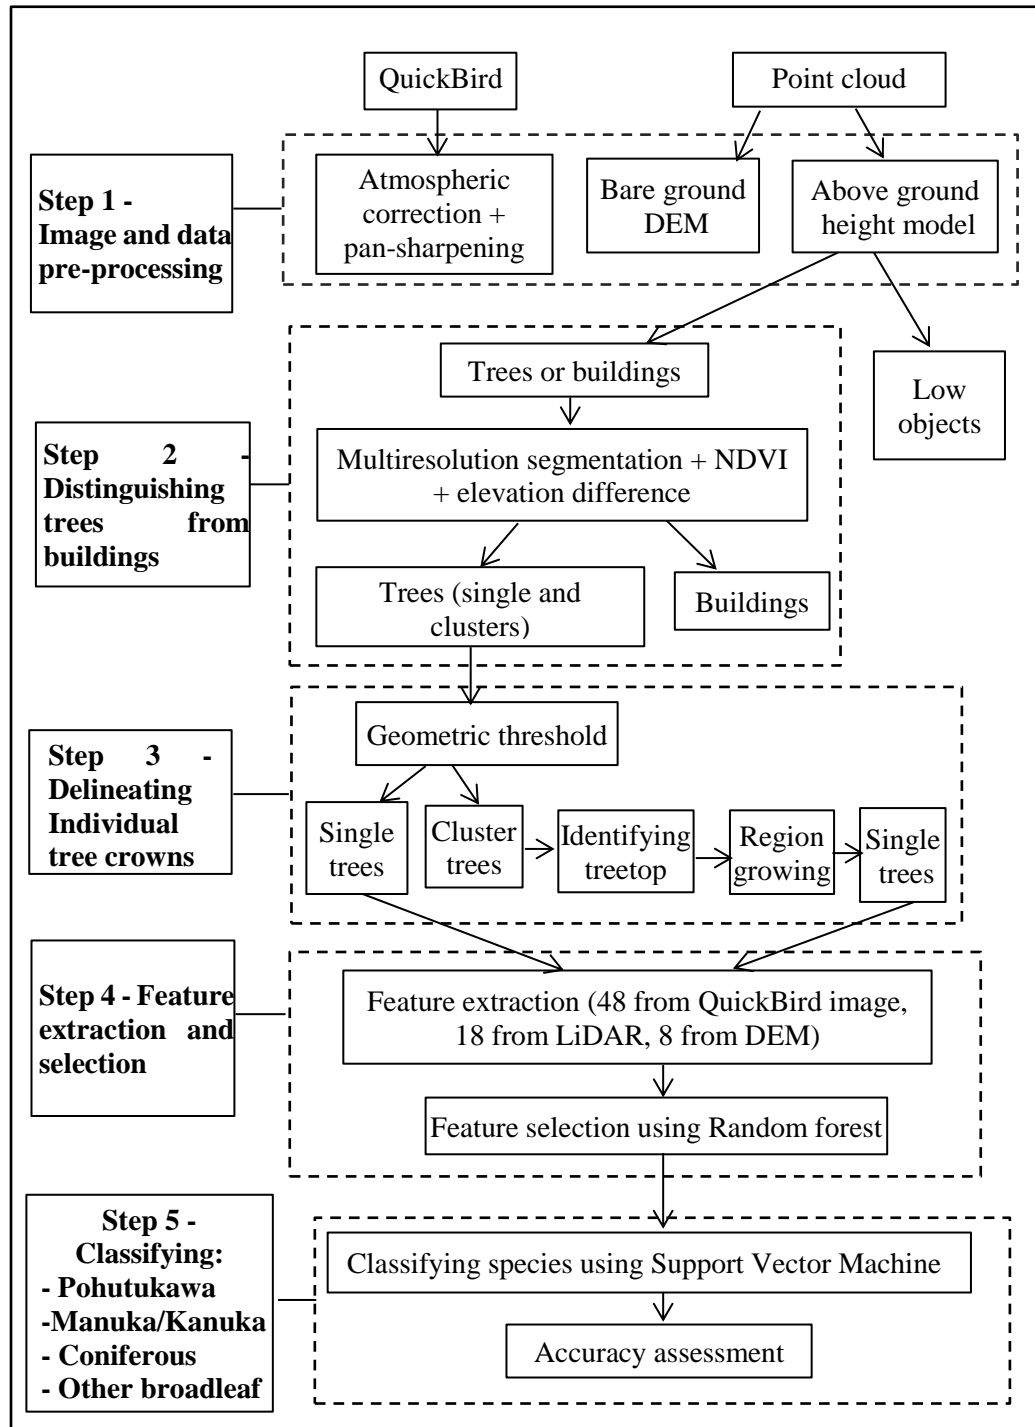 QuickBird
Point cloud
Step 1 -
Image and data
pre-processing
Atmospheric
correction +
pan-sharpening
Bare ground
DEM
Above ground
height model
Trees or buildings
Low
objects
Step 2 -
Distinguishing
trees from
buildings
Multiresolution segmentation + NDVI
+ elevation difference
Trees (single and
clusters)
Buildings
Step 3 -
Delineating
Individual
tree crowns
Geometric threshold
Single
trees
Cluster
trees
Identifying
treetop
Region
growing
Single
trees
Step 4 - Feature
extraction and
selection
Feature extraction (48 from QuickBird image,
18 from LiDAR, 8 from DEM)
Feature selection using Random forest
Step 5 -
Classifying:
- Pohutukawa
-Manuka/Kanuka
- Coniferous
- Other broadleaf
Classifying species using Support Vector Machine
Accuracy assessment